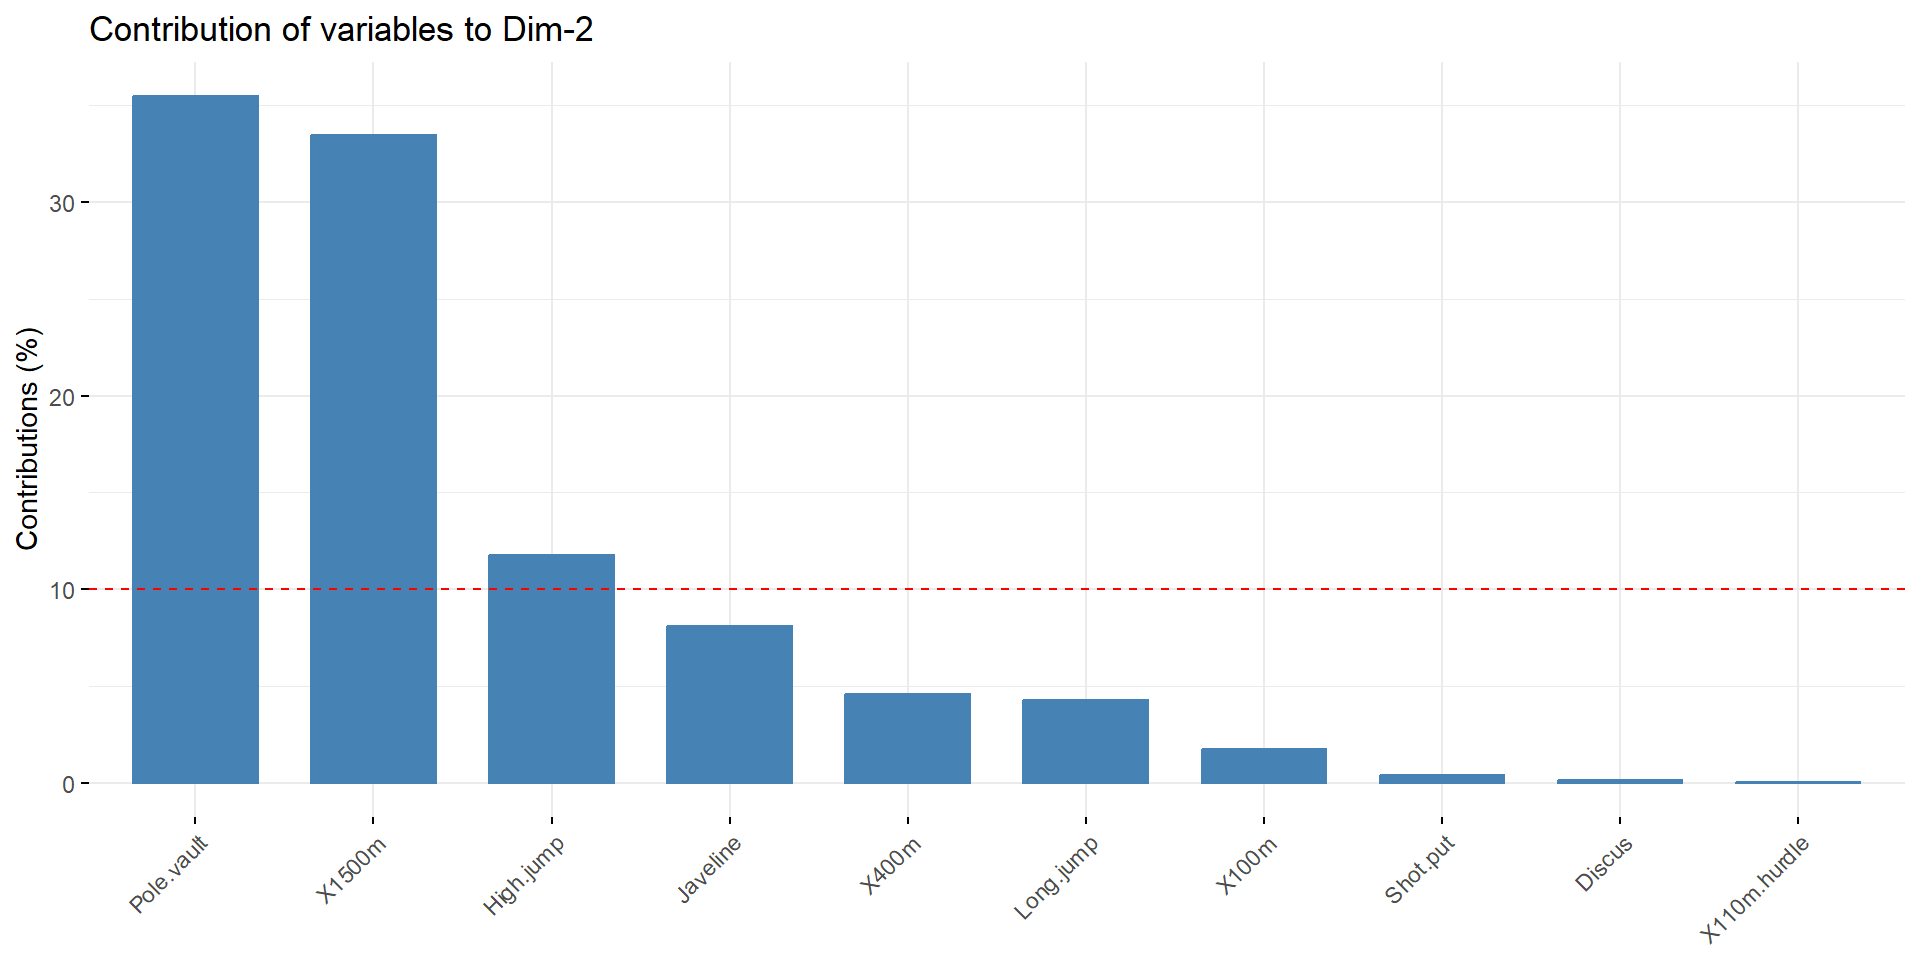 Contribution of variables to Dim-2
Contributions (%)
30
20
10
0
Pole.vault
X1500m
High.jump
Javeline
X400m
Long.jump
X100m
Shot.put
Discus
X110m.hurdle